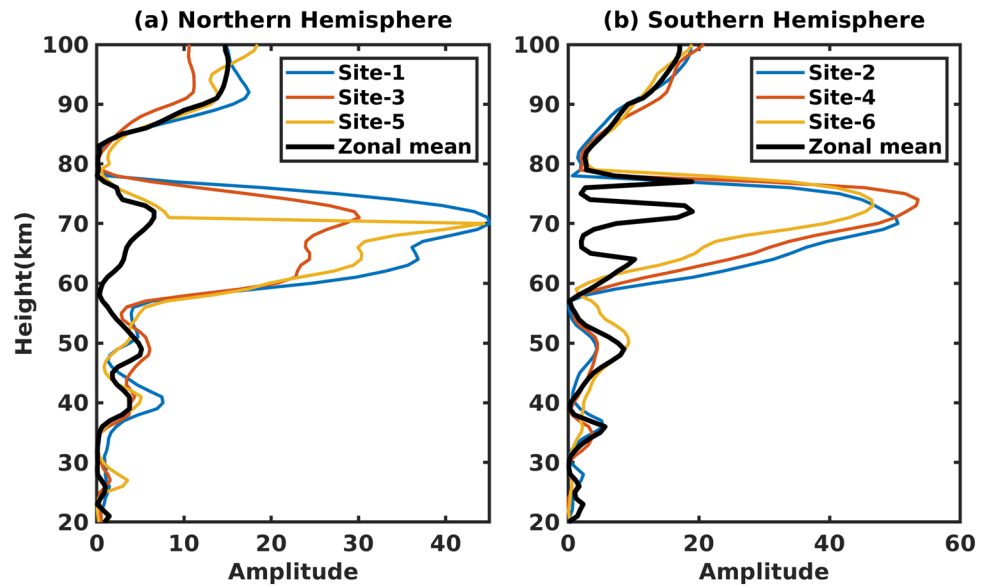 (a) Northern Hemisphere
(b) Southern Hemisphere
Height(km)
100
90
80
70
60
50
40
30
20
0
10
20
30
40
Amplitude
Site-1
Site-3
Site-5
Zonal mean
100
90
80
70
60
50
40
30
20
0
20
40
60
Amplitude
Site-2
Site-4
Site-6
Zonal mean